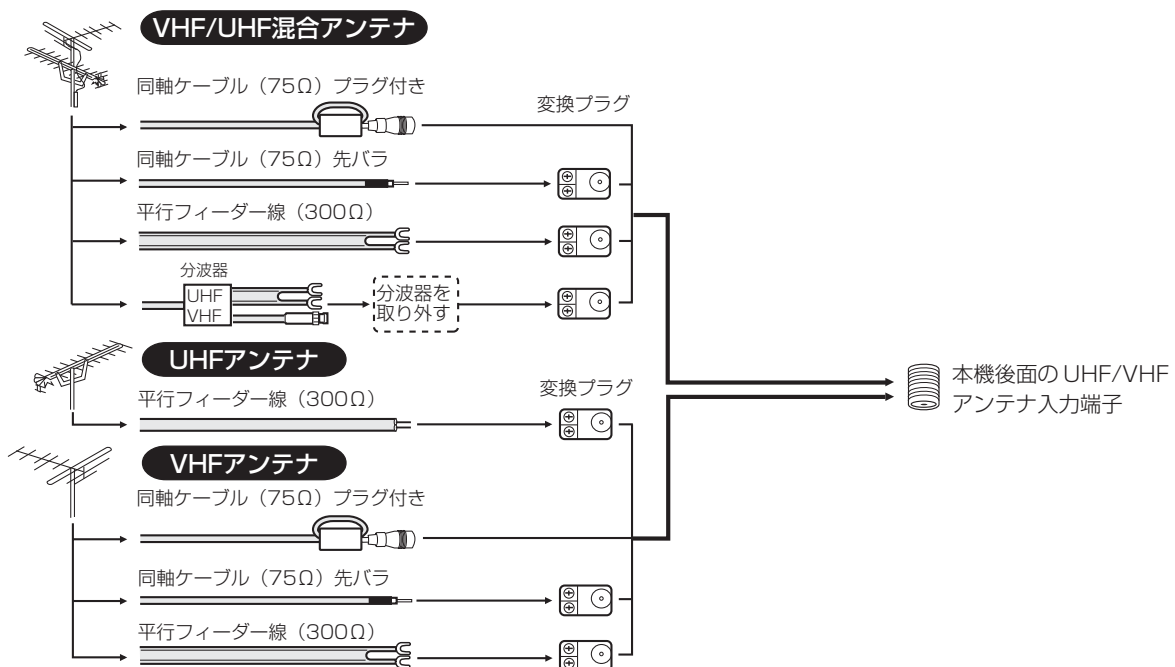 VHF/UHF混合アンテナ
同軸ケーブル（75Ω）プラグ付き
変換プラグ
同軸ケーブル（75Ω）先バラ
平行フィーダー線（300Ω）
分波器
UHF
VHF
分波器を
取り外す
UHFアンテナ
平行フィーダー線（300Ω）
変換プラグ
本機後面の UHF/VHF
アンテナ入力端子
VHFアンテナ
同軸ケーブル（75Ω）プラグ付き
同軸ケーブル（75Ω）先バラ
平行フィーダー線（300Ω）